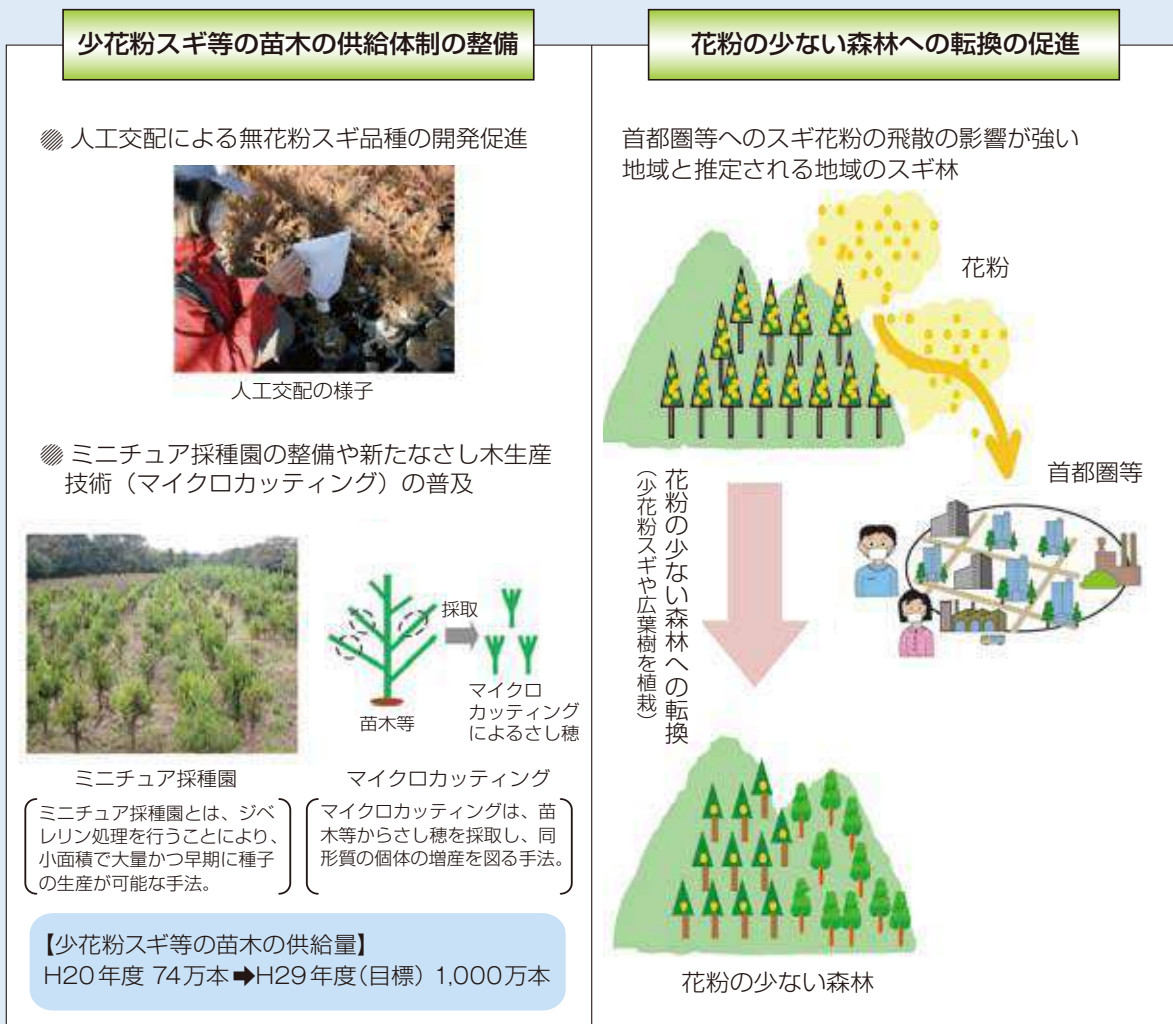 少花粉スギ等の苗木の供給体制の整備
人工交配による無花粉スギ品種の開発促進
人工交配の様子
ミニチュア採種園の整備や新たなさし木生産
技術（マイクロカッティング）の普及
採取
苗木等
マイクロ
カッティング
によるさし穂
ミニチュア採種園
ミニチュア採種園とは、ジベ
レリン処理を行うことにより、
小面積で大量かつ早期に種子
の生産が可能な手法。
マイクロカッティング
マイクロカッティングは、苗
木等からさし穂を採取し、同
形質の個体の増産を図る手法。
【少花粉スギ等の苗木の供給量】
H20年度 74万本➡H29年度(目標) 1,000万本
花粉の少ない森林への転換の促進
首都圏等へのスギ花粉の飛散の影響が強い
地域と推定される地域のスギ林
花粉
首都圏等
花粉の少ない森林への転換
（少花粉スギや広葉樹を植栽）
花粉の少ない森林